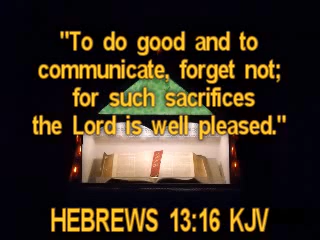 "To do good and to
communicate, forget not;
for such sacrifices
the Lord is well pleased."
HEBREWS 13:16 KJV